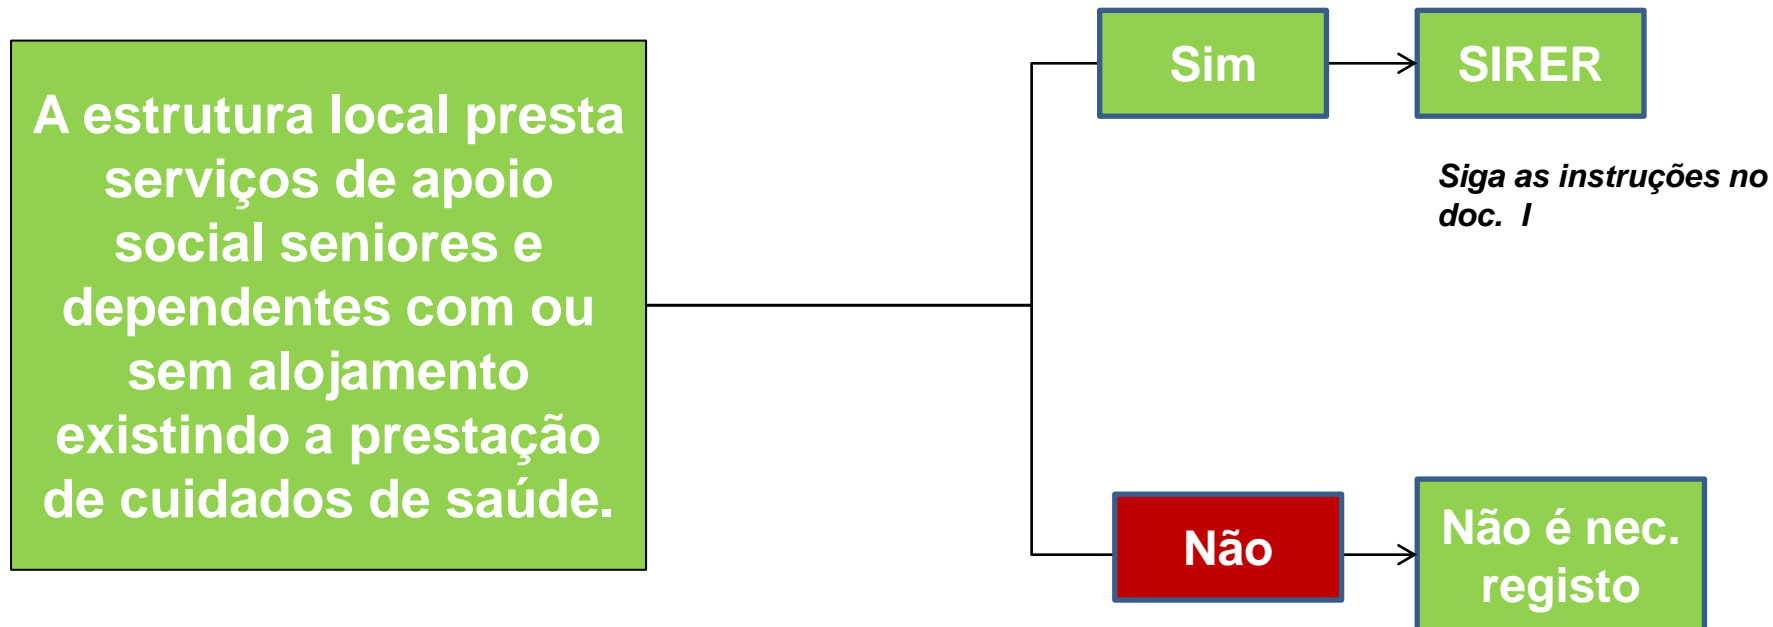 A estrutura local presta
serviços de apoio
social seniores e
dependentes com ou
sem alojamento
existindo a prestação
de cuidados de saúde.
Sim
SIRER
Siga as instruções no
doc. I
Não
Não é nec.
registo